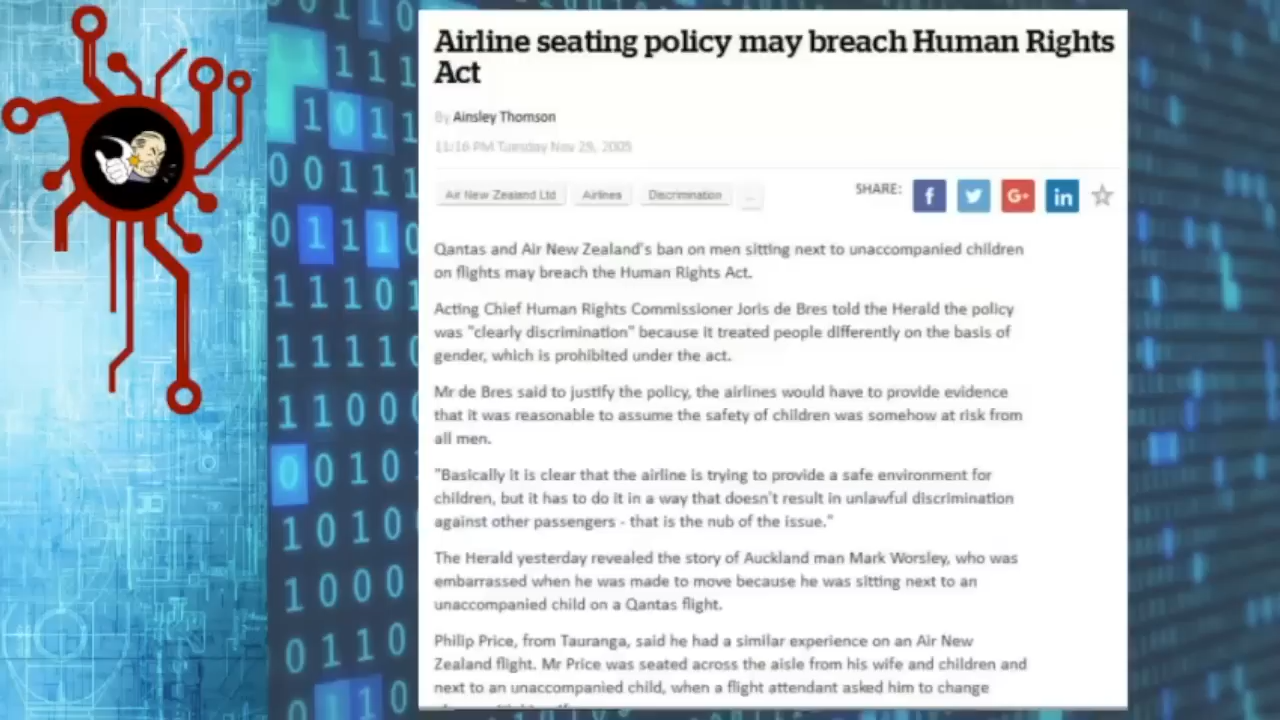 Airline seating policy may breach Human Rights
Act
By Ainsley Thomson
11:16 PM Tuesday Nov 29, 2005
Air New Zealand Ltd
Airlines
Discrimination
...
SHARE:
f
G+
in
Qantas and Air New Zealand's ban on men sitting next to unaccompanied children
on flights may breach the Human Rights Act.
Acting Chief Human Rights Commissioner Joris de Bres told the Herald the policy
was "clearly discrimination" because it treated people differently on the basis of
gender, which is prohibited under the act.
Mr de Bres said to justify the policy, the airlines would have to provide evidence
that it was reasonable to assume the safety of children was somehow at risk from
all men.
"Basically it is clear that the airline is trying to provide a safe environment for
children, but it has to do it in a way that doesn't result in unlawful discrimination
against other passengers - that is the nub of the issue."
The Herald yesterday revealed the story of Auckland man Mark Worsley, who was
embarrassed when he was made to move because he was sitting next to an
unaccompanied child on a Qantas flight.
Philip Price, from Tauranga, said he had a similar experience on an Air New
Zealand flight. Mr Price was seated across the aisle from his wife and children and
next to an unaccompanied child, when a flight attendant asked him to change